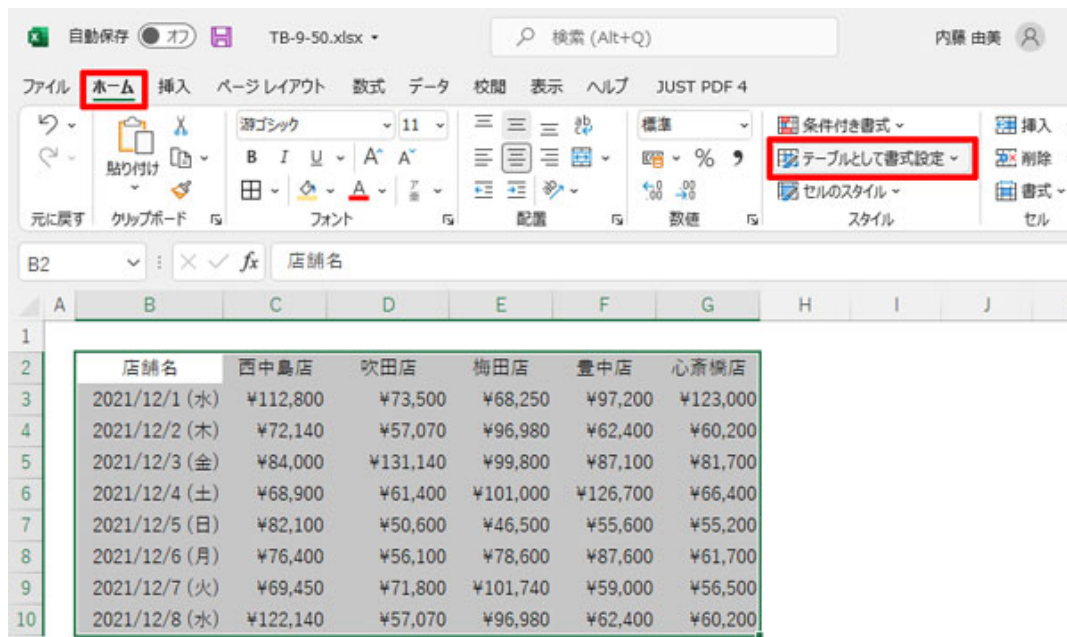 自動保存 オフ TB-9-50.xlsx 検索 (Alt+Q) 内藤 由美
ファイル ホーム 挿入 ページ レイアウト 数式 データ 校閲 表示 ヘルプ JUST PDF 4
游ゴシック 11 標準 条件付き書式 挿入
貼り付け B I U A A % テーブルとして書式設定 削除
A セルのスタイル 書式
元に戻す クリップボード フォント 配置 数値 スタイル セル
B2 fx 店舗名
A B C D E F G H I J
1
2 店舗名 西中島店 吹田店 梅田店 豊中店 心斎橋店
3 2021/12/1 (水) ¥112,800 ¥73,500 ¥68,250 ¥97,200 ¥123,000
4 2021/12/2 (木) ¥72,140 ¥57,070 ¥96,980 ¥62,400 ¥60,200
5 2021/12/3 (金) ¥84,000 ¥131,140 ¥99,800 ¥87,100 ¥81,700
6 2021/12/4 (土) ¥68,900 ¥61,400 ¥101,000 ¥126,700 ¥66,400
7 2021/12/5 (日) ¥82,100 ¥50,600 ¥46,500 ¥55,600 ¥55,200
8 2021/12/6 (月) ¥76,400 ¥56,100 ¥78,600 ¥87,600 ¥61,700
9 2021/12/7 (火) ¥69,450 ¥71,800 ¥101,740 ¥59,000 ¥56,500
10 2021/12/8 (水) ¥122,140 ¥57,070 ¥96,980 ¥62,400 ¥60,200